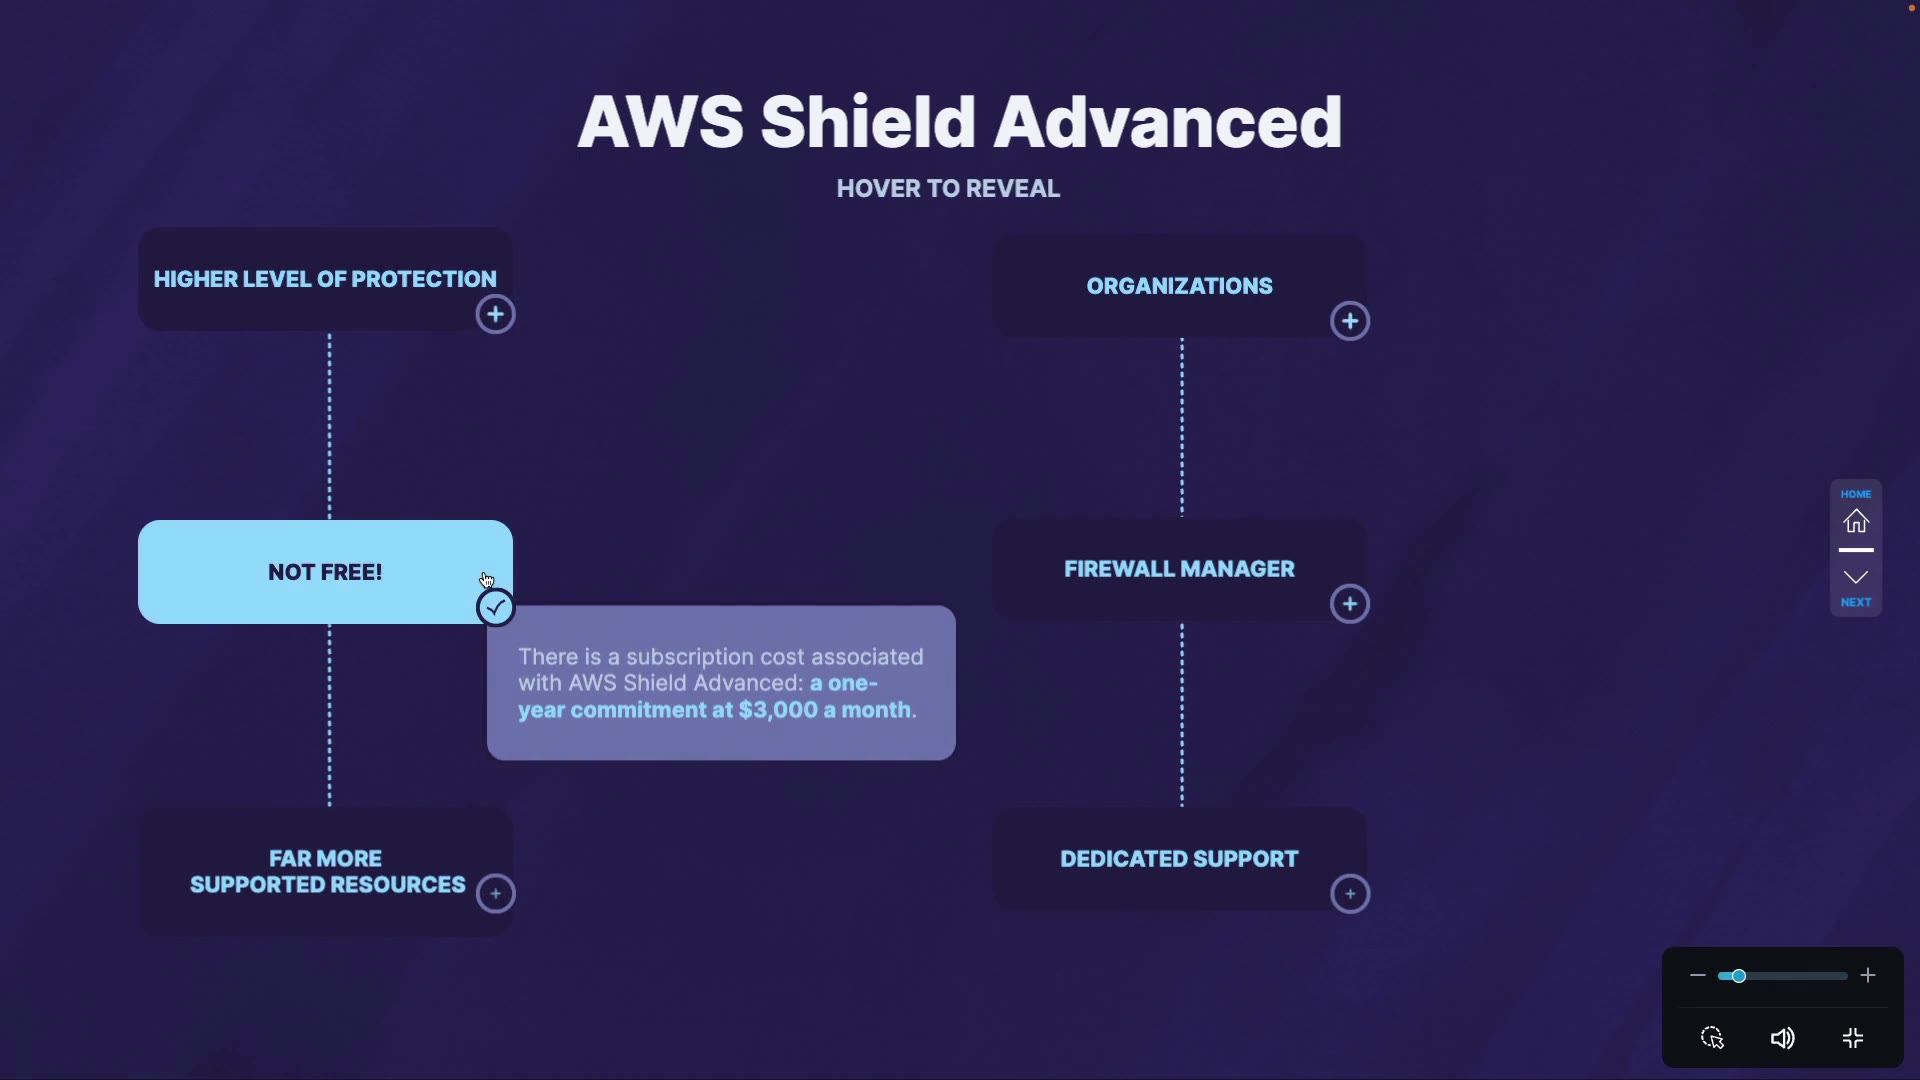 AWS Shield Advanced
HOVER TO REVEAL
HIGHER LEVEL OF PROTECTION
NOT FREE!
There is a subscription cost associated
with AWS Shield Advanced: a one-
year commitment at $3,000 a month.
FAR MORE
SUPPORTED RESOURCES
ORGANIZATIONS
FIREWALL MANAGER
DEDICATED SUPPORT
HOME
NEXT